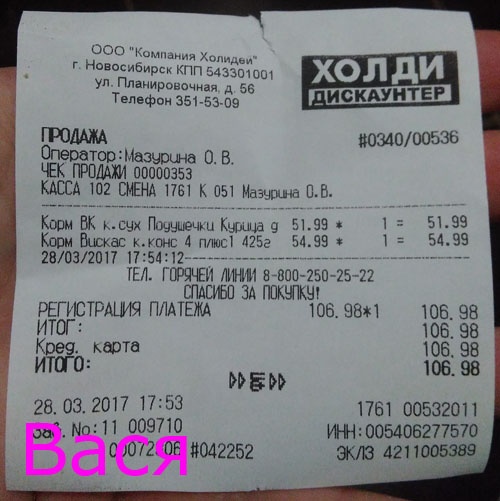 ООО "Компания Холидей"
г. Новосибирск КПП 543301001
ул. Планировочная, д. 56
Телефон 351-53-09
ХОЛДИ
ДИСКАУНТЕР
ПРОДАЖА #0340/00536
Оператор:Мазурина О.В.
ЧЕК ПРОДАЖИ 00000353
КАССА 102 СМЕНА 1761 К 051 Мазурина О.В.
Корм ВК к.сух Подушечки Курица д 51.99 * 1 = 51.99
Корм Вискас к.конс 4 плюс1 425г 54.99 * 1 = 54.99
28/03/2017 17:54:12
ТЕЛ. ГОРЯЧЕЙ ЛИНИИ 8-800-250-25-22
СПАСИБО ЗА ПОКУПКУ!
РЕГИСТРАЦИЯ ПЛАТЕЖА 106.98*1 106.98
ИТОГ: 106.98
Кред. карта 106.98
ИТОГО: 106.98
28.03.2017 17:53 1761 00532011
No:11 009710 ИНН:005406277570
#042252 ЭКЛЗ 4211005389
Вася